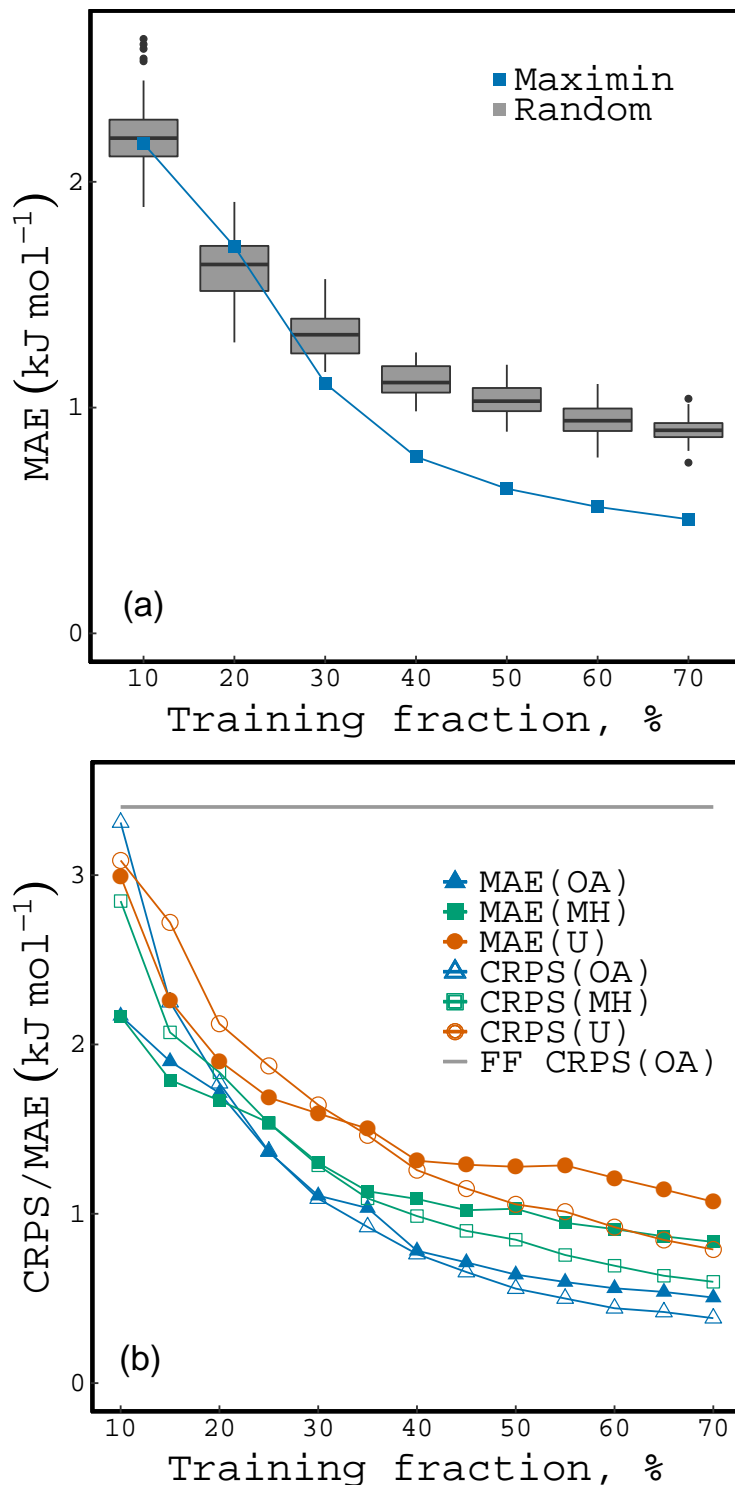 Maximin
Random
2
1
0
MAE (kJ mol⁻¹)
(a)
10 20 30 40 50 60 70
Training fraction, %
3
2
1
0
CRPS/MAE (kJ mol⁻¹)
MAE(OA)
MAE(MH)
MAE(U)
CRPS(OA)
CRPS(MH)
CRPS(U)
FF CRPS(OA)
(b)
10 20 30 40 50 60 70
Training fraction, %